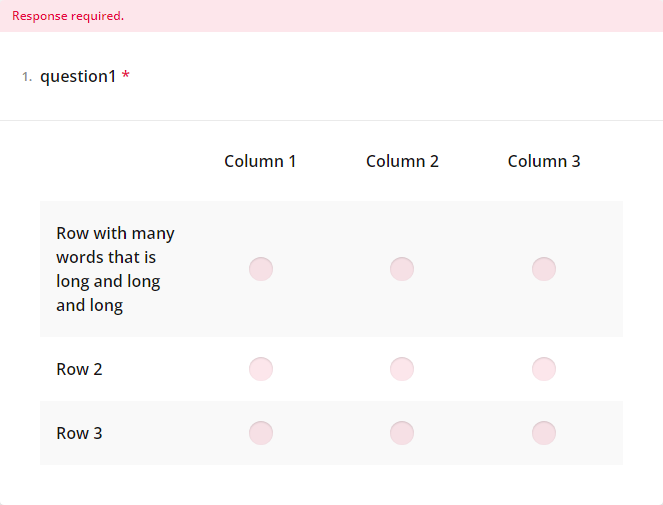 Response required.
1. question1 *
Column 1 Column 2 Column 3
Row with many
words that is
long and long
and long
Row 2
Row 3